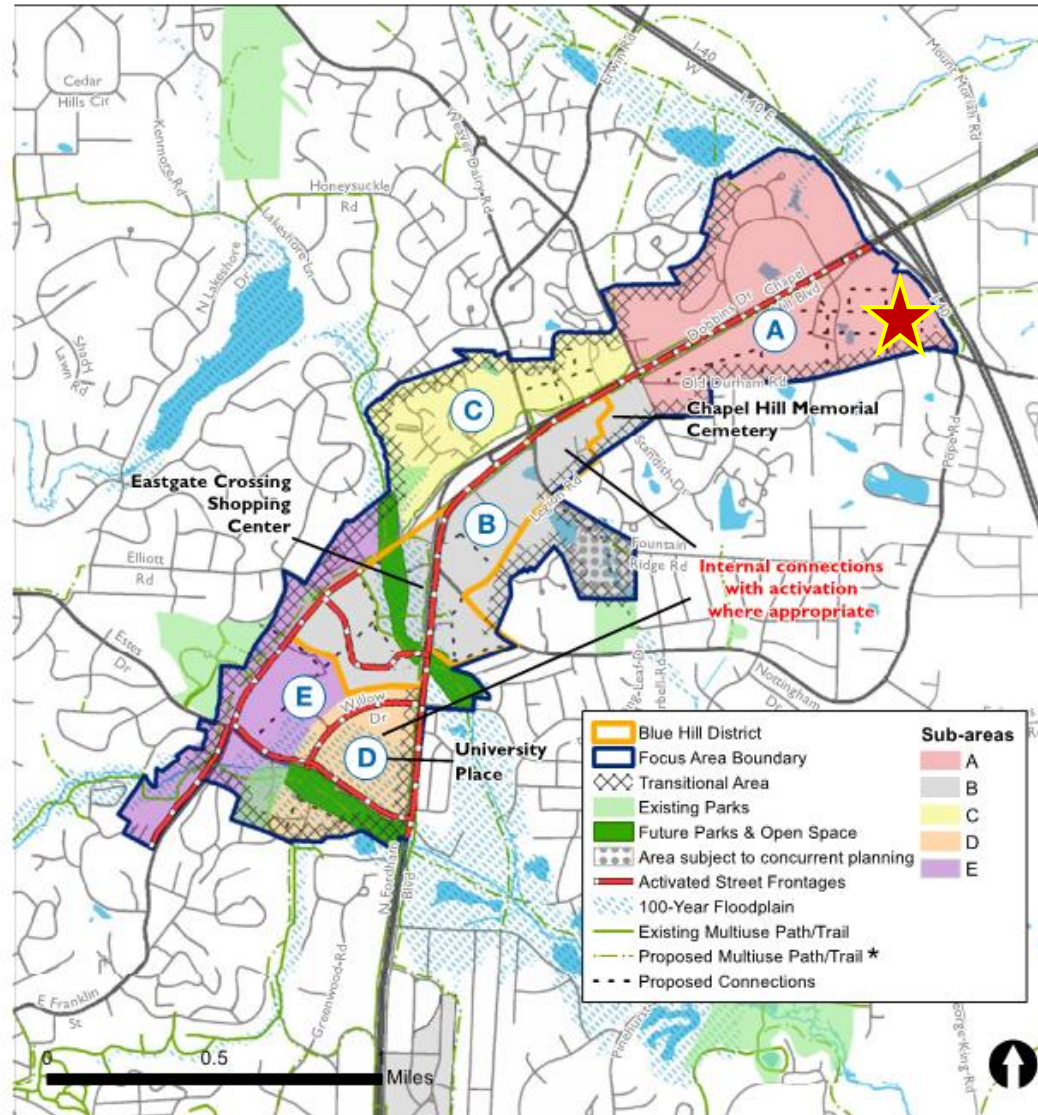 Cedar
Hills Cir
Kenmore Rd
Honeysuckle
Rd
Lakeshore Ln
N Lakeshore
Dr
Shady
Lawn Rd
Weaver Dairy Rd
Erwin Rd
I-40
W
I-40 E
Mount Moriah Rd
Dobbins Dr
Chapel
Hill Blvd
I-40
A
Old Durham Rd
C
Chapel Hill Memorial
Cemetery
Standish Dr
Pope Rd
Eastgate Crossing
Shopping
Center
Legion Rd
B
Fountain
Ridge Rd
Elliott
Rd
Internal connections
with activation
where appropriate
Estes
Dr
E
Willow
Dr
Nottingham
Dr
D
University
Place
N Fordham
Blvd
Greenwood Rd
E Franklin
St
0
0.5
1
Miles
Blue Hill District
Focus Area Boundary
Transitional Area
Existing Parks
Future Parks & Open Space
Area subject to concurrent planning
Activated Street Frontages
100-Year Floodplain
Existing Multiuse Path/Trail
Proposed Multiuse Path/Trail *
Proposed Connections
Sub-areas
A
B
C
D
E